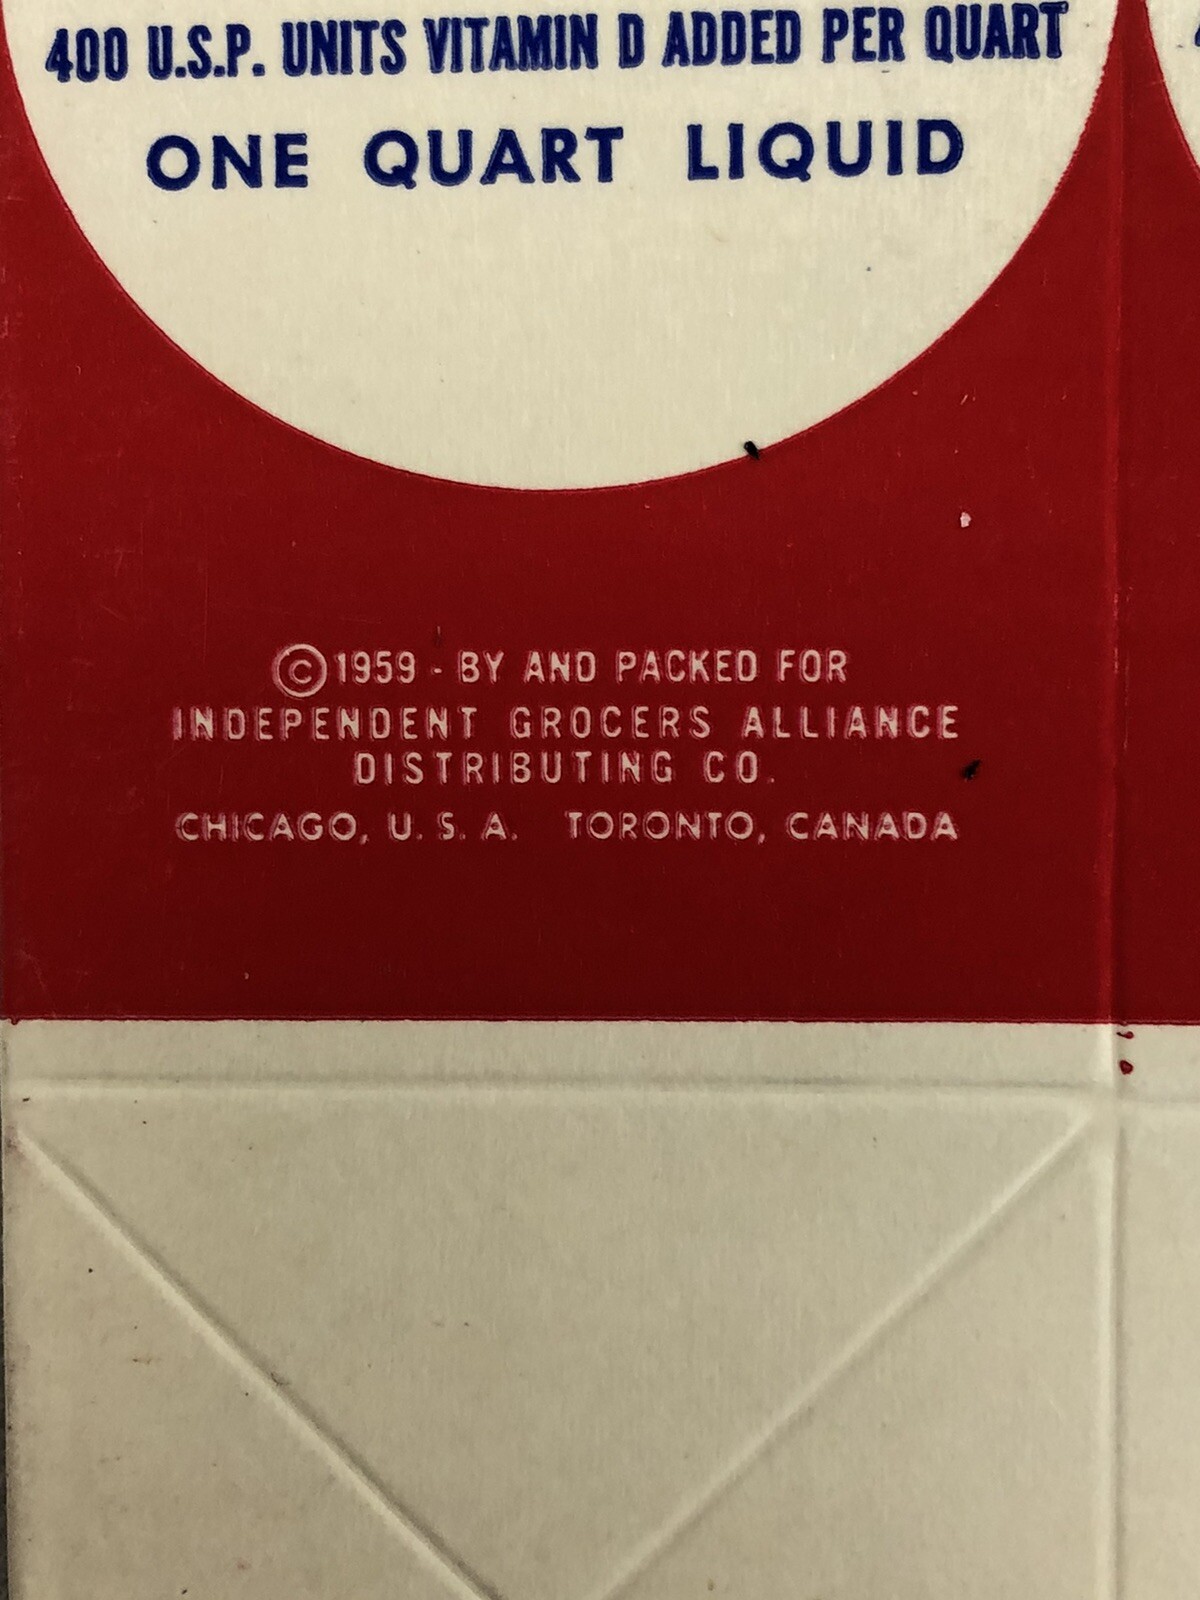 400 U.S.P. UNITS VITAMIN D ADDED PER QUART
ONE QUART LIQUID
©1959 - BY AND PACKED FOR
INDEPENDENT GROCERS ALLIANCE
DISTRIBUTING CO.
CHICAGO, U. S. A. TORONTO, CANADA